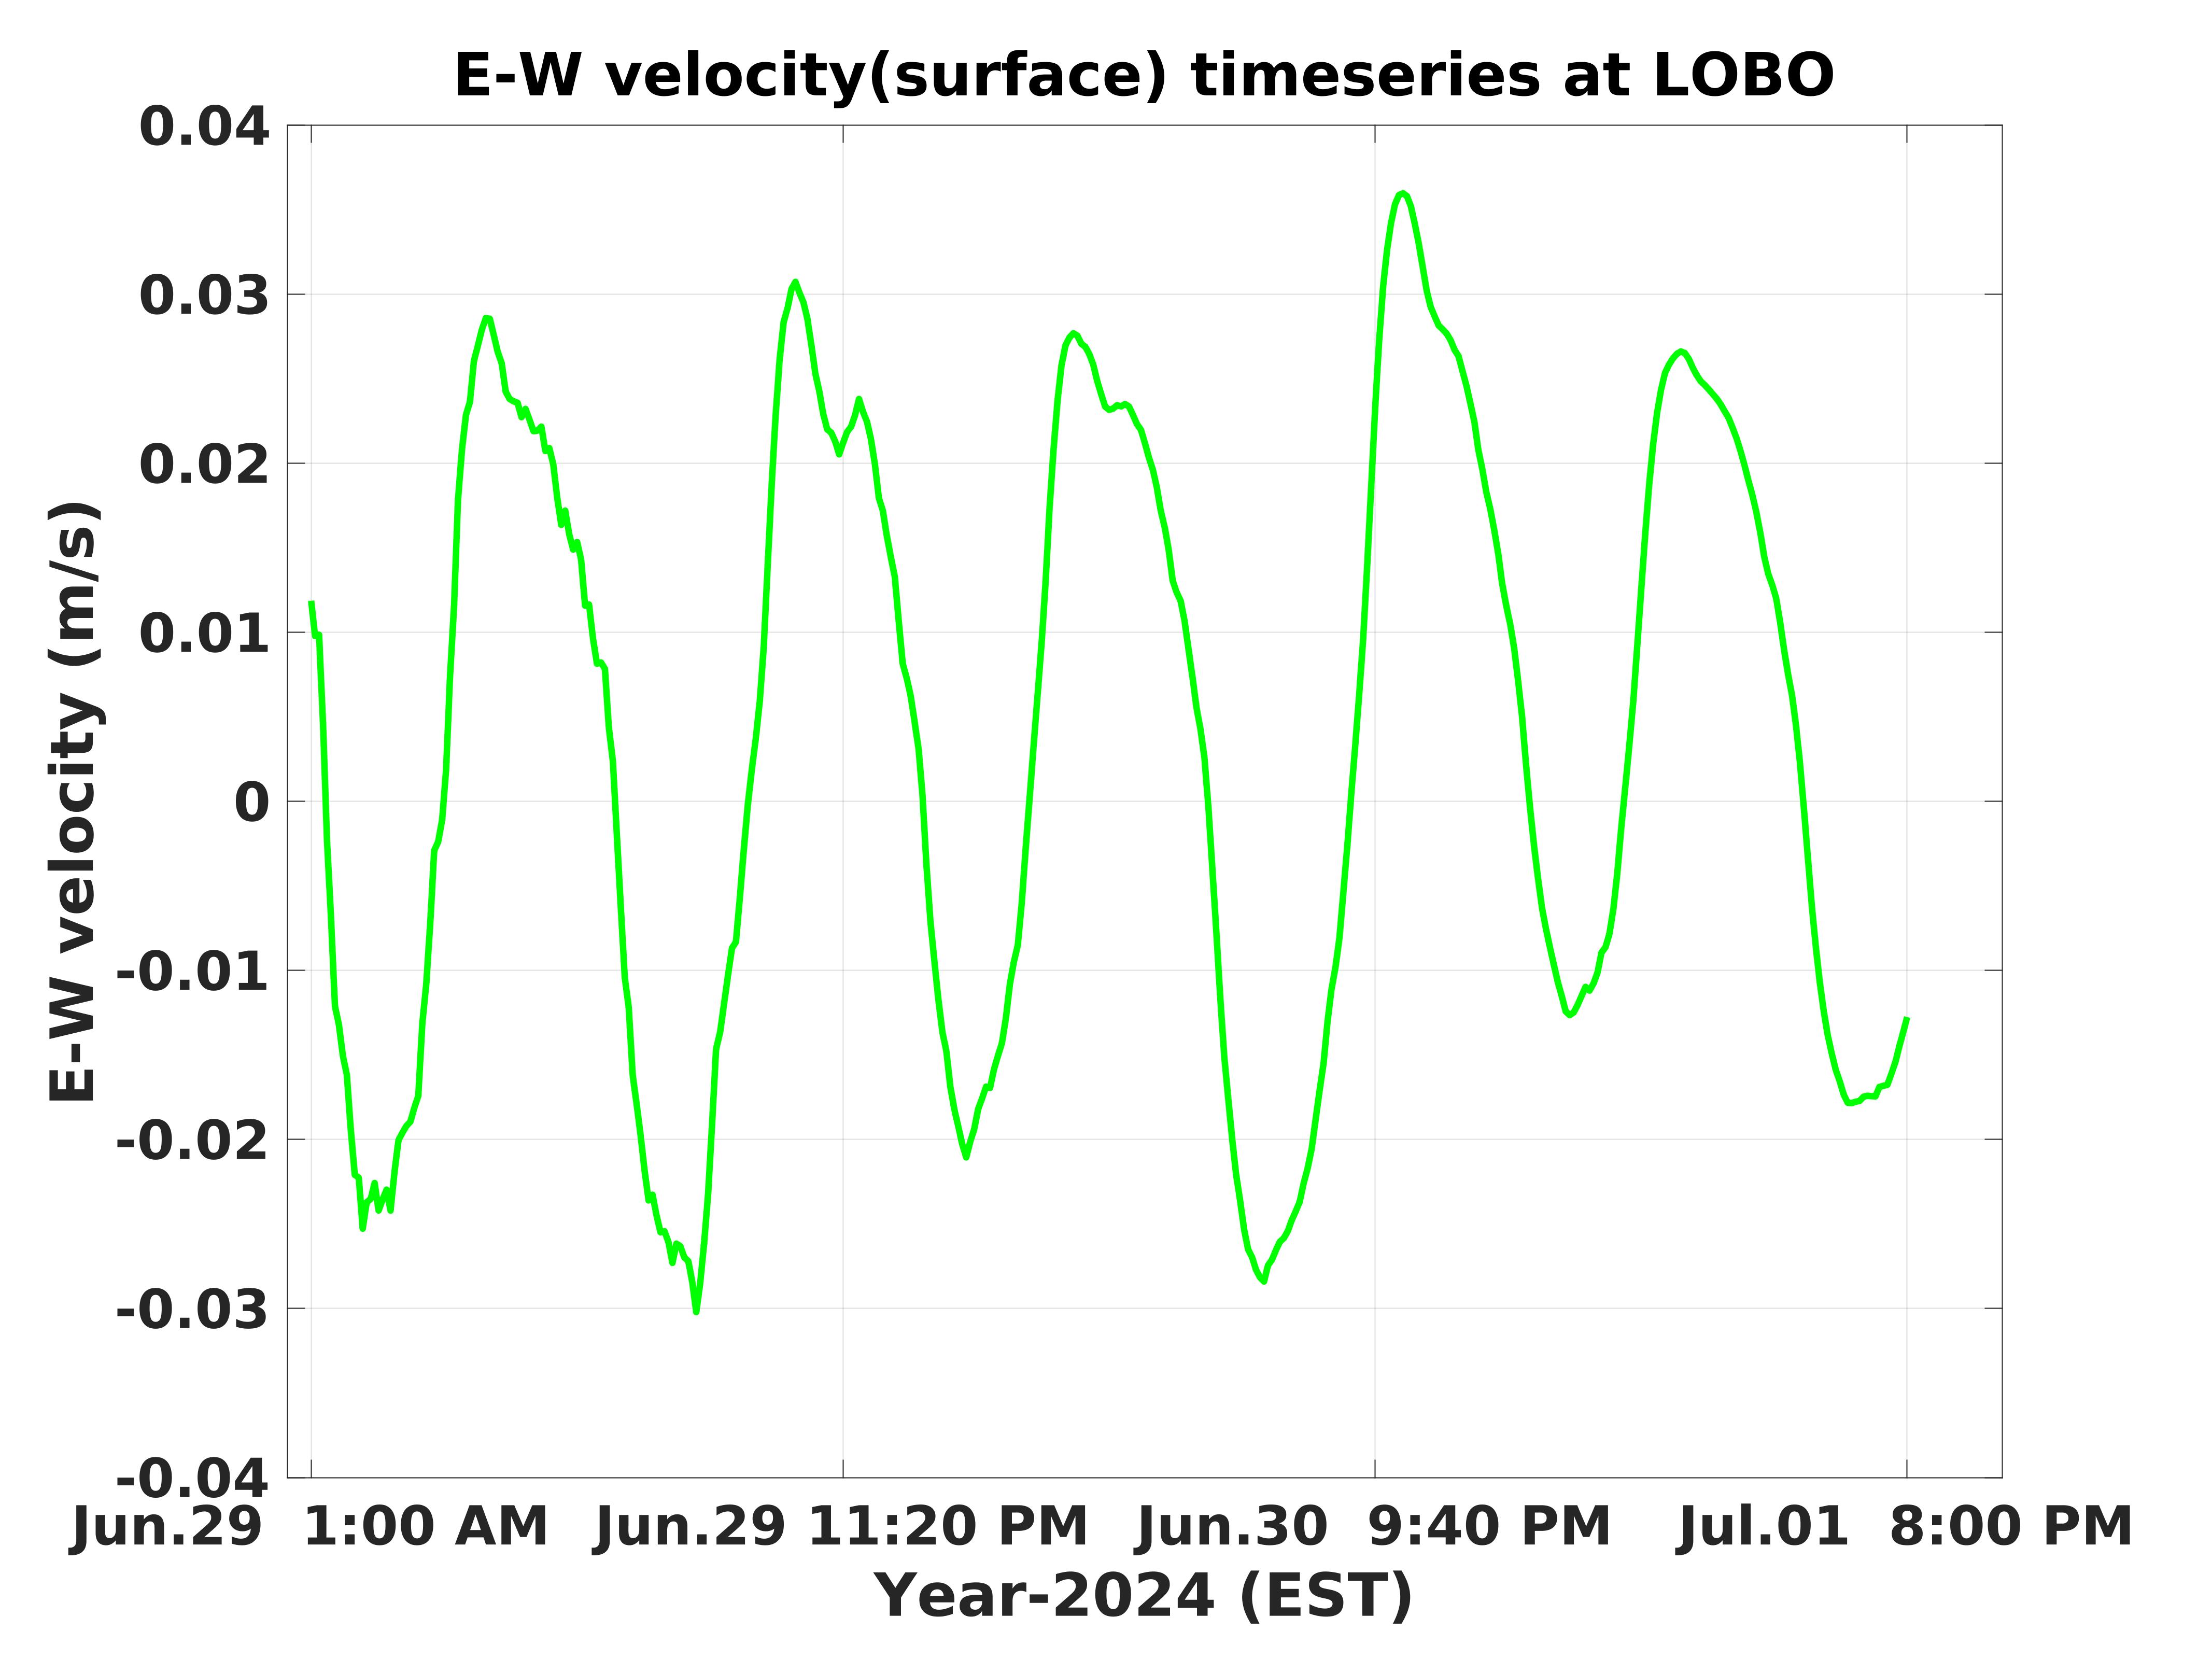 E-W velocity(surface) timeseries at LOBO
0.04
0.03
0.02
0.01
0
-0.01
-0.02
-0.03
-0.04
E-W velocity (m/s)
Jun.29 1:00 AM Jun.29 11:20 PM Jun.30 9:40 PM Jul.01 8:00 PM
Year-2024 (EST)